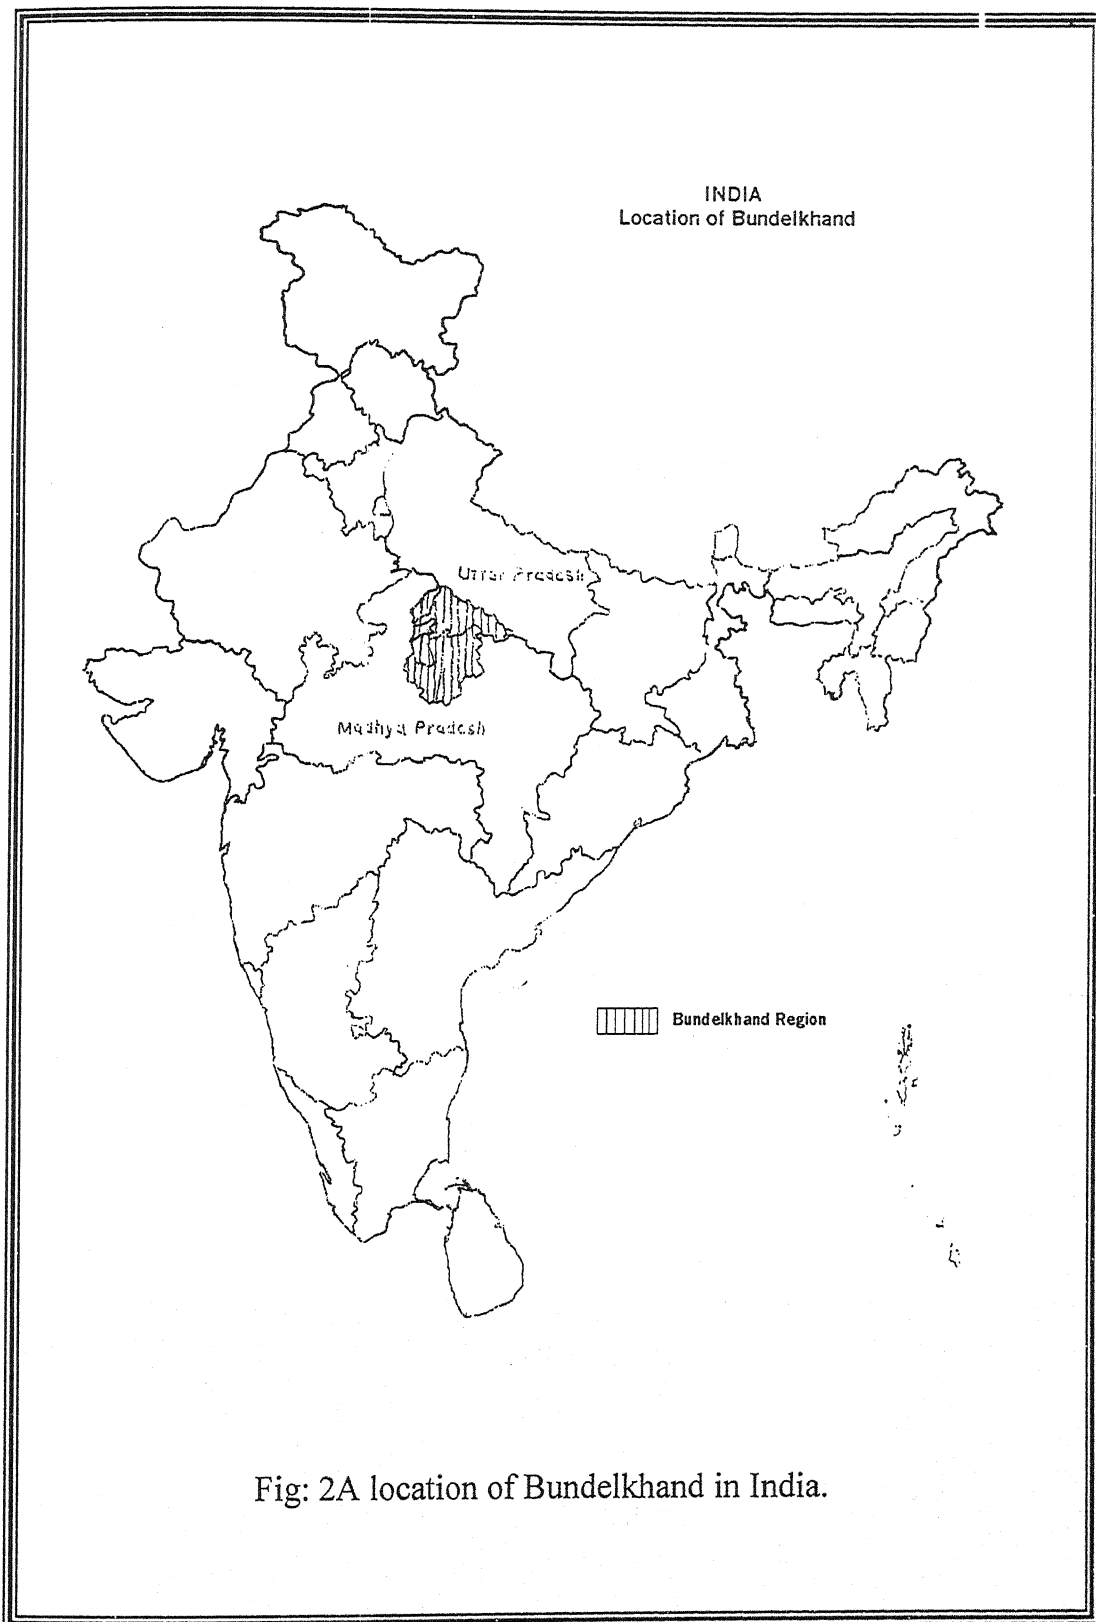 INDIA
Location of Bundelkhand
Uttar Pradesh
Madhya Pradesh
Bundelkhand Region
Fig: 2A location of Bundelkhand in India.